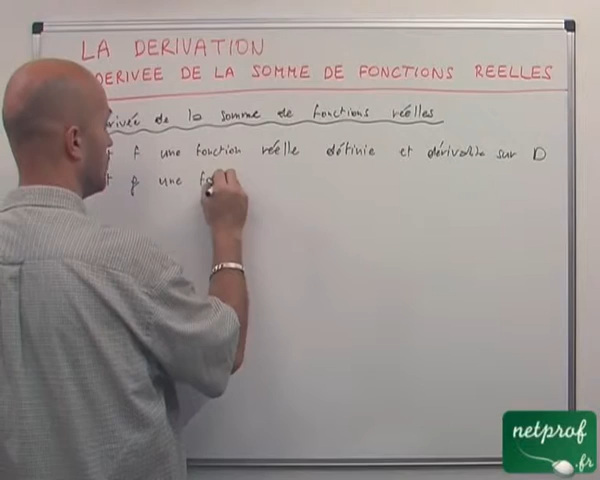 LA DERIVATION
DERIVEE DE LA SOMME DE FONCTIONS REELLES
de la somme de fonctions réelles
f une fonction réelle définie et dérivable sur D
g une fo
netprof
.fr